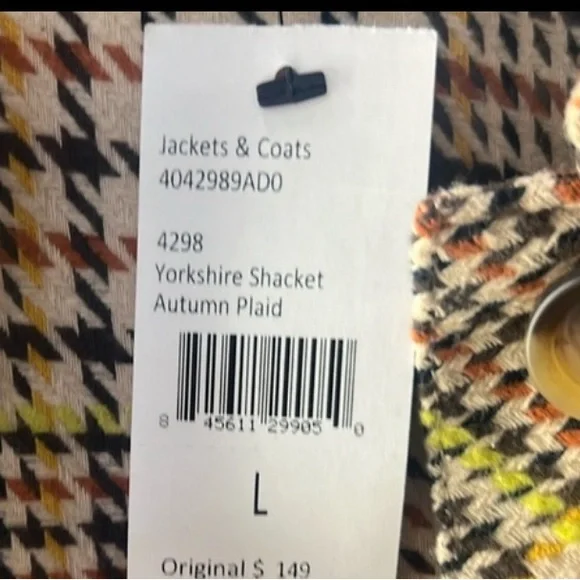 Jackets & Coats
4042989AD0
4298
Yorkshire Shacket
Autumn Plaid
8 45611 29905 0
L
Original $ 149